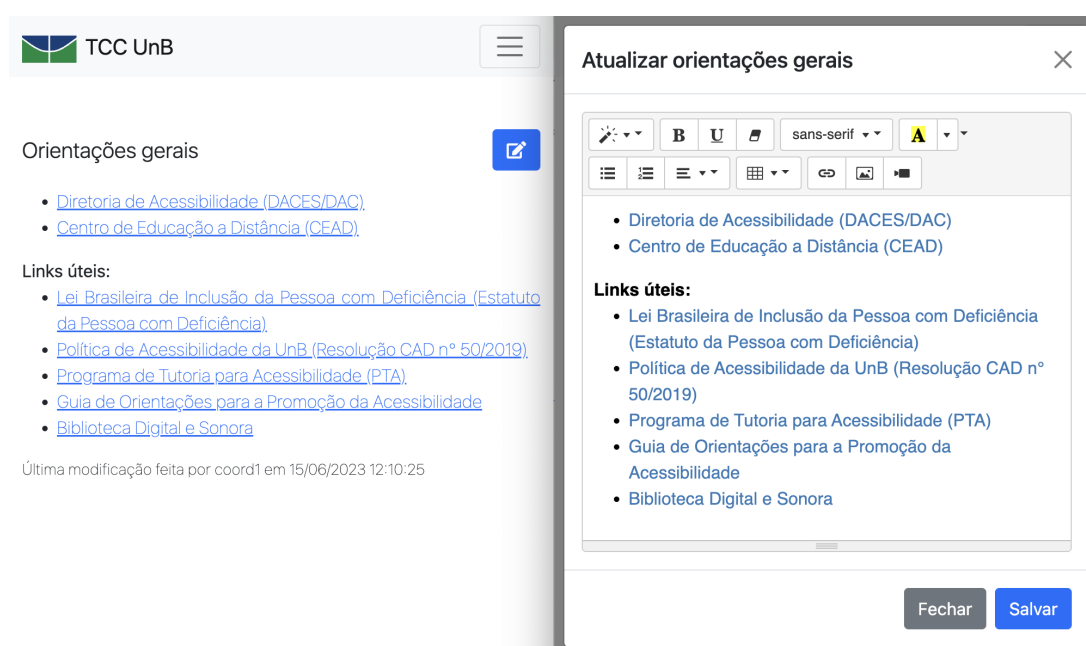 TCC UnB
Orientações gerais
Diretoria de Acessibilidade (DACES/DAC)
Centro de Educação a Distância (CEAD)
Links úteis:
Lei Brasileira de Inclusão da Pessoa com Deficiência (Estatuto
da Pessoa com Deficiência)
Política de Acessibilidade da UnB (Resolução CAD n° 50/2019)
Programa de Tutoria para Acessibilidade (PTA)
Guia de Orientações para a Promoção da Acessibilidade
Biblioteca Digital e Sonora
Última modificação feita por coord1 em 15/06/2023 12:10:25
Atualizar orientações gerais
B U sans-serif A
Diretoria de Acessibilidade (DACES/DAC)
Centro de Educação a Distância (CEAD)
Links úteis:
Lei Brasileira de Inclusão da Pessoa com Deficiência
(Estatuto da Pessoa com Deficiência)
Política de Acessibilidade da UnB (Resolução CAD n°
50/2019)
Programa de Tutoria para Acessibilidade (PTA)
Guia de Orientações para a Promoção da
Acessibilidade
Biblioteca Digital e Sonora
Fechar Salvar